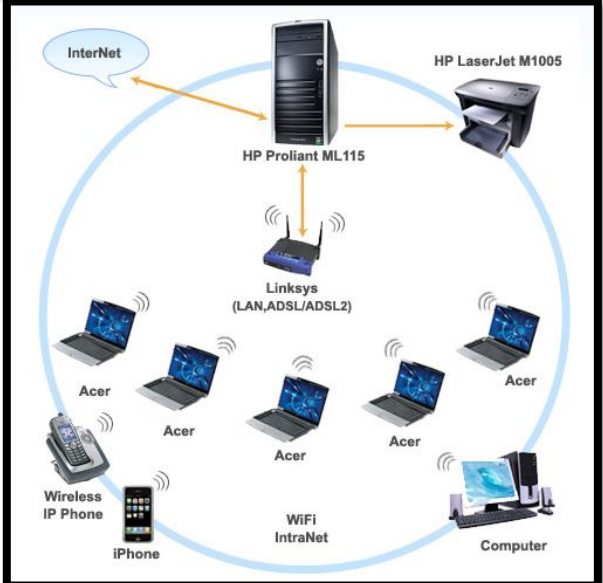 InterNet
HP LaserJet M1005
HP Proliant ML115
Linksys
(LAN,ADSL/ADSL2)
Acer
Acer
Acer
Acer
Acer
Wireless
IP Phone
iPhone
WiFi
IntraNet
Computer